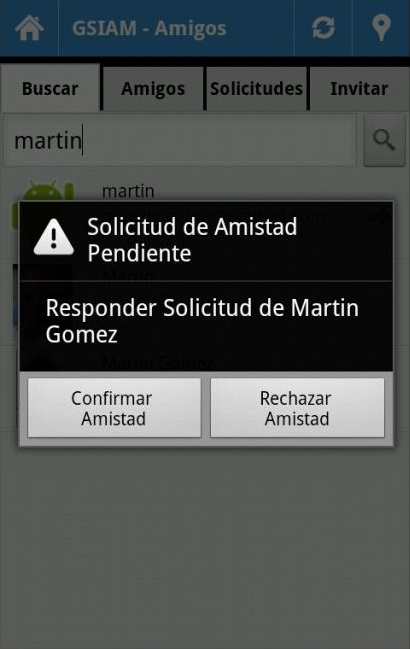 GSIAM - Amigos
Buscar Amigos Solicitudes Invitar
martin
martin
Solicitud de Amistad
Pendiente
Responder Solicitud de Martin
Gomez
Martin Gomez
Confirmar
Amistad
Rechazar
Amistad